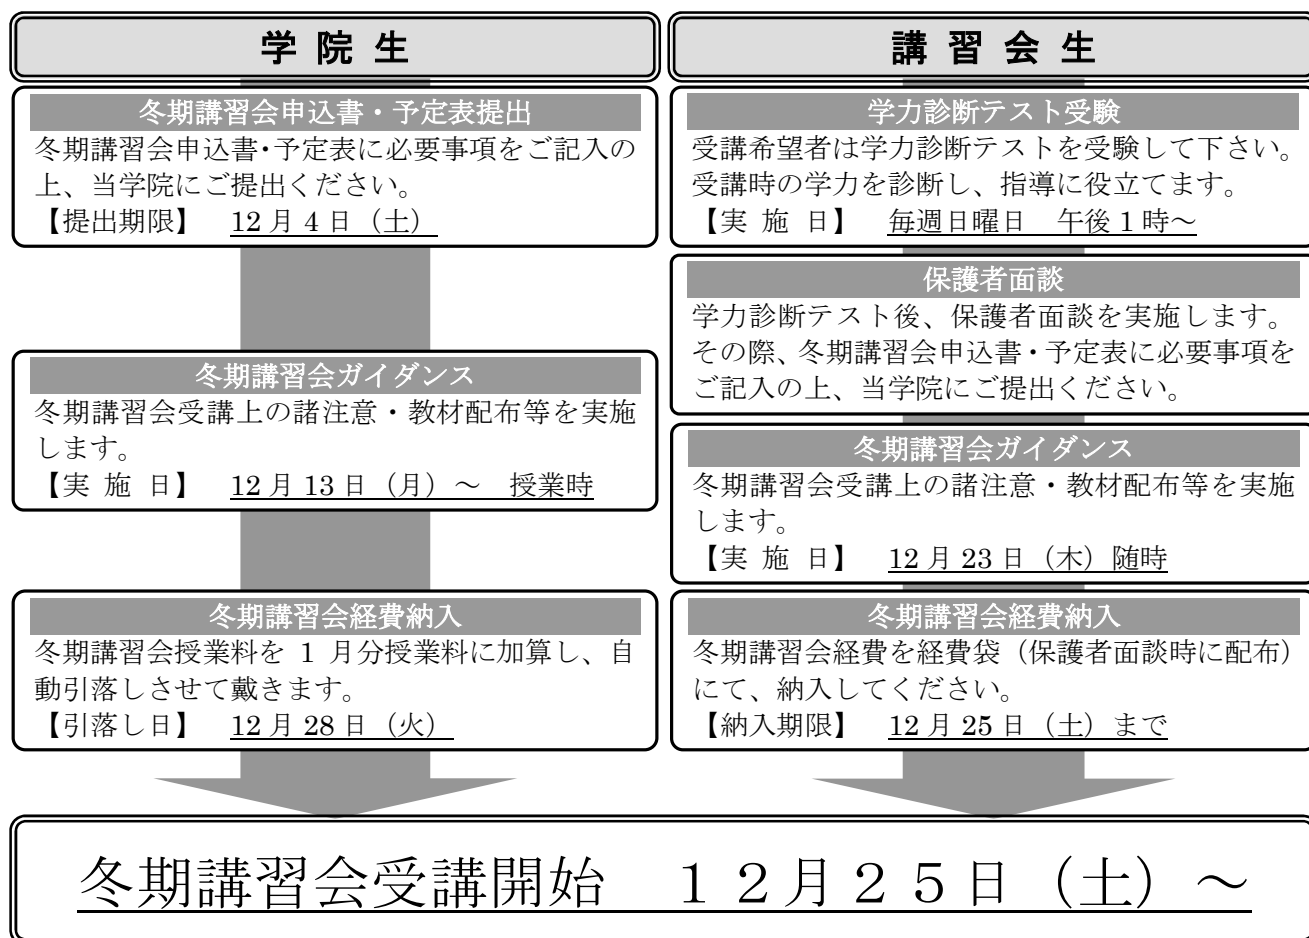 学院生
冬期講習会申込書・予定表提出
冬期講習会申込書・予定表に必要事項をご記入の
上、当学院にご提出ください。
【提出期限】 12月4日（土）
冬期講習会ガイダンス
冬期講習会受講上の諸注意・教材配布等を実施
します。
【実 施 日】 12月13日（月）～ 授業時
冬期講習会経費納入
冬期講習会授業料を 1 月分授業料に加算し、自
動引落しさせて戴きます。
【引落し日】 12月28日（火）
講習会生
学力診断テスト受験
受講希望者は学力診断テストを受験して下さい。
受講時の学力を診断し、指導に役立てます。
【実 施 日】 毎週日曜日 午後1時～
保護者面談
学力診断テスト後、保護者面談を実施します。
その際、冬期講習会申込書・予定表に必要事項を
ご記入の上、当学院にご提出ください。
冬期講習会ガイダンス
冬期講習会受講上の諸注意・教材配布等を実施
します。
【実 施 日】 12月23日（木）随時
冬期講習会経費納入
冬期講習会経費を経費袋（保護者面談時に配布）
にて、納入してください。
【納入期限】 12月25日（土）まで
冬期講習会受講開始 １２月２５日（土）～